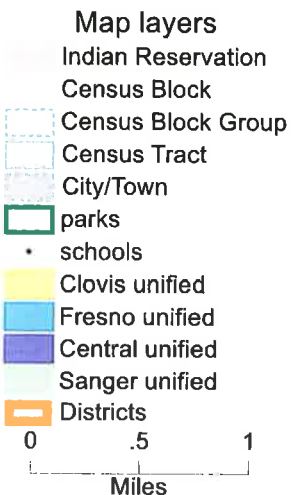 Map layers
Indian Reservation
Census Block
Census Block Group
Census Tract
City/Town
parks
schools
Clovis unified
Fresno unified
Central unified
Sanger unified
Districts
0 .5 1
Miles